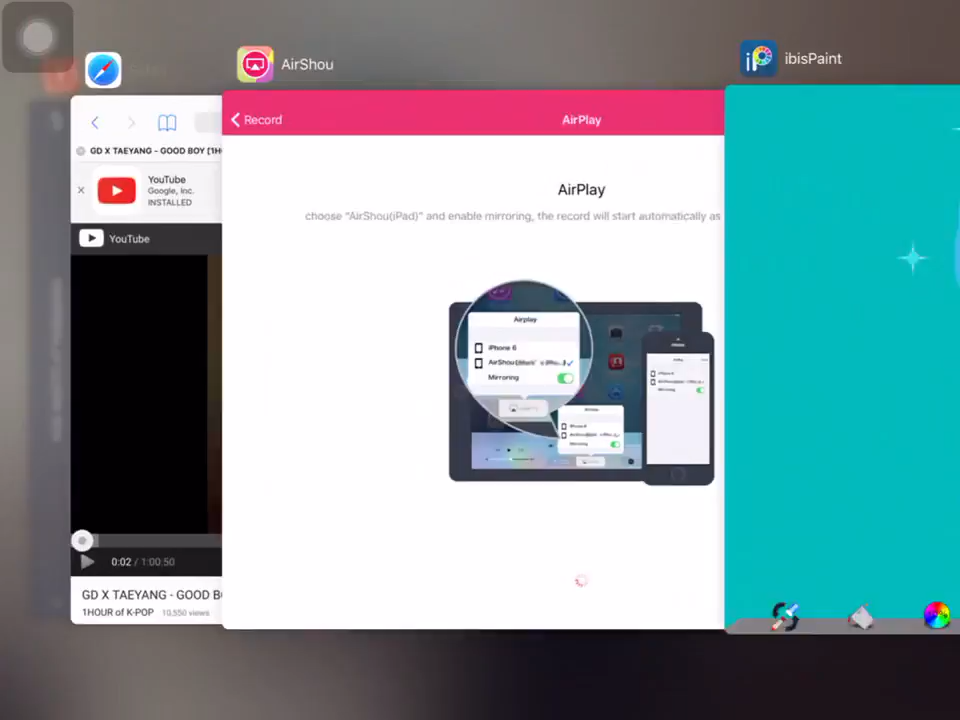 AirShou
ibisPaint
Record
AirPlay
GD X TAEYANG - GOOD BOY [1H
YouTube
Google, Inc.
INSTALLED
AirPlay
choose "AirShou(iPad)" and enable mirroring, the record will start automatically as
YouTube
Airplay
iPhone 6
AirShou
Mirroring
0:02 / 1:00:50
GD X TAEYANG - GOOD B
1HOUR of K-POP 10,550 views